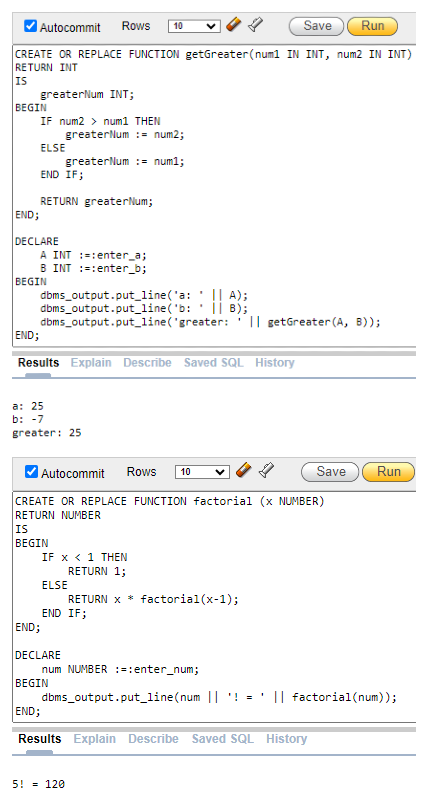 Autocommit Rows 10 Save Run
CREATE OR REPLACE FUNCTION getGreater(num1 IN INT, num2 IN INT)
RETURN INT
IS
    greaterNum INT;
BEGIN
    IF num2 > num1 THEN
        greaterNum := num2;
    ELSE
        greaterNum := num1;
    END IF;

    RETURN greaterNum;
END;

DECLARE
    A INT :=:enter_a;
    B INT :=:enter_b;
BEGIN
    dbms_output.put_line('a: ' || A);
    dbms_output.put_line('b: ' || B);
    dbms_output.put_line('greater: ' || getGreater(A, B));
END;
Results Explain Describe Saved SQL History
a: 25
b: -7
greater: 25
Autocommit Rows 10 Save Run
CREATE OR REPLACE FUNCTION factorial (x NUMBER)
RETURN NUMBER
IS
BEGIN
    IF x < 1 THEN
        RETURN 1;
    ELSE
        RETURN x * factorial(x-1);
    END IF;
END;

DECLARE
    num NUMBER :=:enter_num;
BEGIN
    dbms_output.put_line(num || '! = ' || factorial(num));
END;
Results Explain Describe Saved SQL History
5! = 120